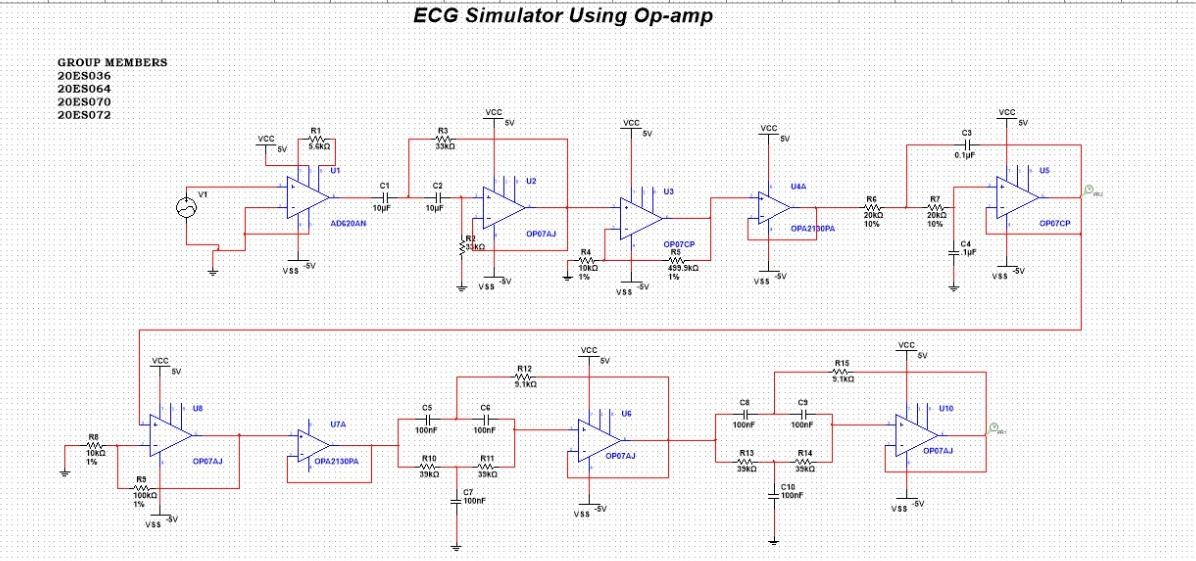 ECG Simulator Using Op-amp
GROUP MEMBERS
20ES036
20ES064
20ES070
20ES072
V1
VCC
5V
R1
5.6kΩ
U1
AD620AN
VSS
-5V
C1
10µF
C2
10µF
R3
33kΩ
R2
33kΩ
VCC
5V
U2
OP07AJ
VSS
-5V
VCC
5V
U3
OP07CP
VSS
-5V
R4
10kΩ
1%
R5
499.9kΩ
1%
VCC
5V
U4A
OPA2130PA
VSS
-5V
R6
20kΩ
10%
R7
20kΩ
10%
C3
0.1µF
C4
.1µF
VCC
5V
U5
OP07CP
VSS
-5V
VCC
5V
U8
OP07AJ
VSS
-5V
R8
10kΩ
1%
R9
100kΩ
1%
U7A
OPA2130PA
C5
100nF
C6
100nF
R10
39kΩ
R11
39kΩ
C7
100nF
R12
9.1kΩ
VCC
5V
U6
OP07AJ
VSS
-5V
C8
100nF
C9
100nF
R13
39kΩ
R14
39kΩ
C10
100nF
R15
9.1kΩ
VCC
5V
U10
OP07AJ
VSS
-5V